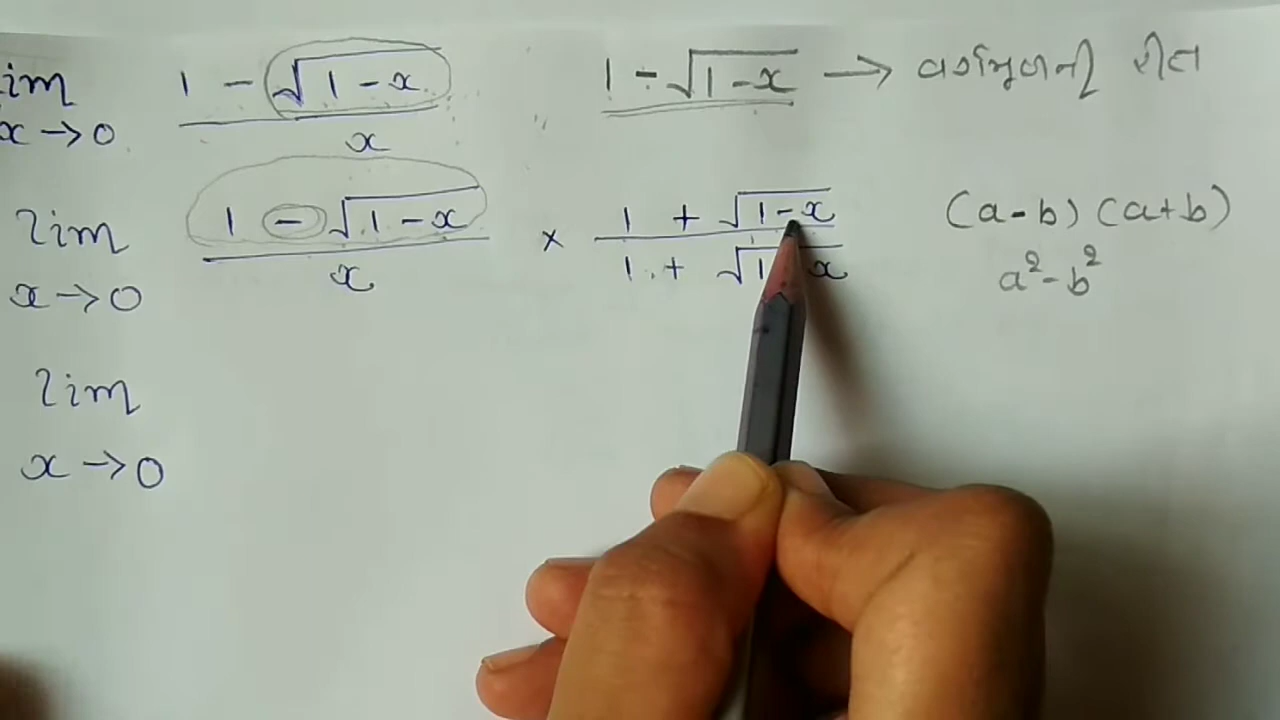 lim x→0 (1 - √(1-x)) / x
1 - √(1-x) → વર્ગમૂળની રીત
lim x→0 (1 - √(1-x)) / x × (1 + √(1-x)) / (1 + √(1-x))
(a-b)(a+b)
a² - b²
lim
x→0